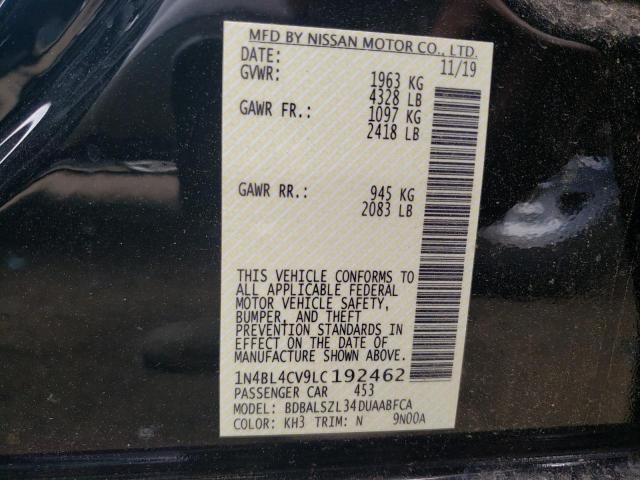 MFD BY NISSAN MOTOR CO., LTD.
DATE: 11/19
GVWR: 1963 KG
4328 LB
GAWR FR.: 1097 KG
2418 LB
GAWR RR.: 945 KG
2083 LB
THIS VEHICLE CONFORMS TO
ALL APPLICABLE FEDERAL
MOTOR VEHICLE SAFETY,
BUMPER, AND THEFT
PREVENTION STANDARDS IN
EFFECT ON THE DATE OF
MANUFACTURE SHOWN ABOVE.
1N4BL4CV9LC192462
PASSENGER CAR 453
MODEL: BDBALSZL34DUAABFCA
COLOR: KH3 TRIM: N 9N00A